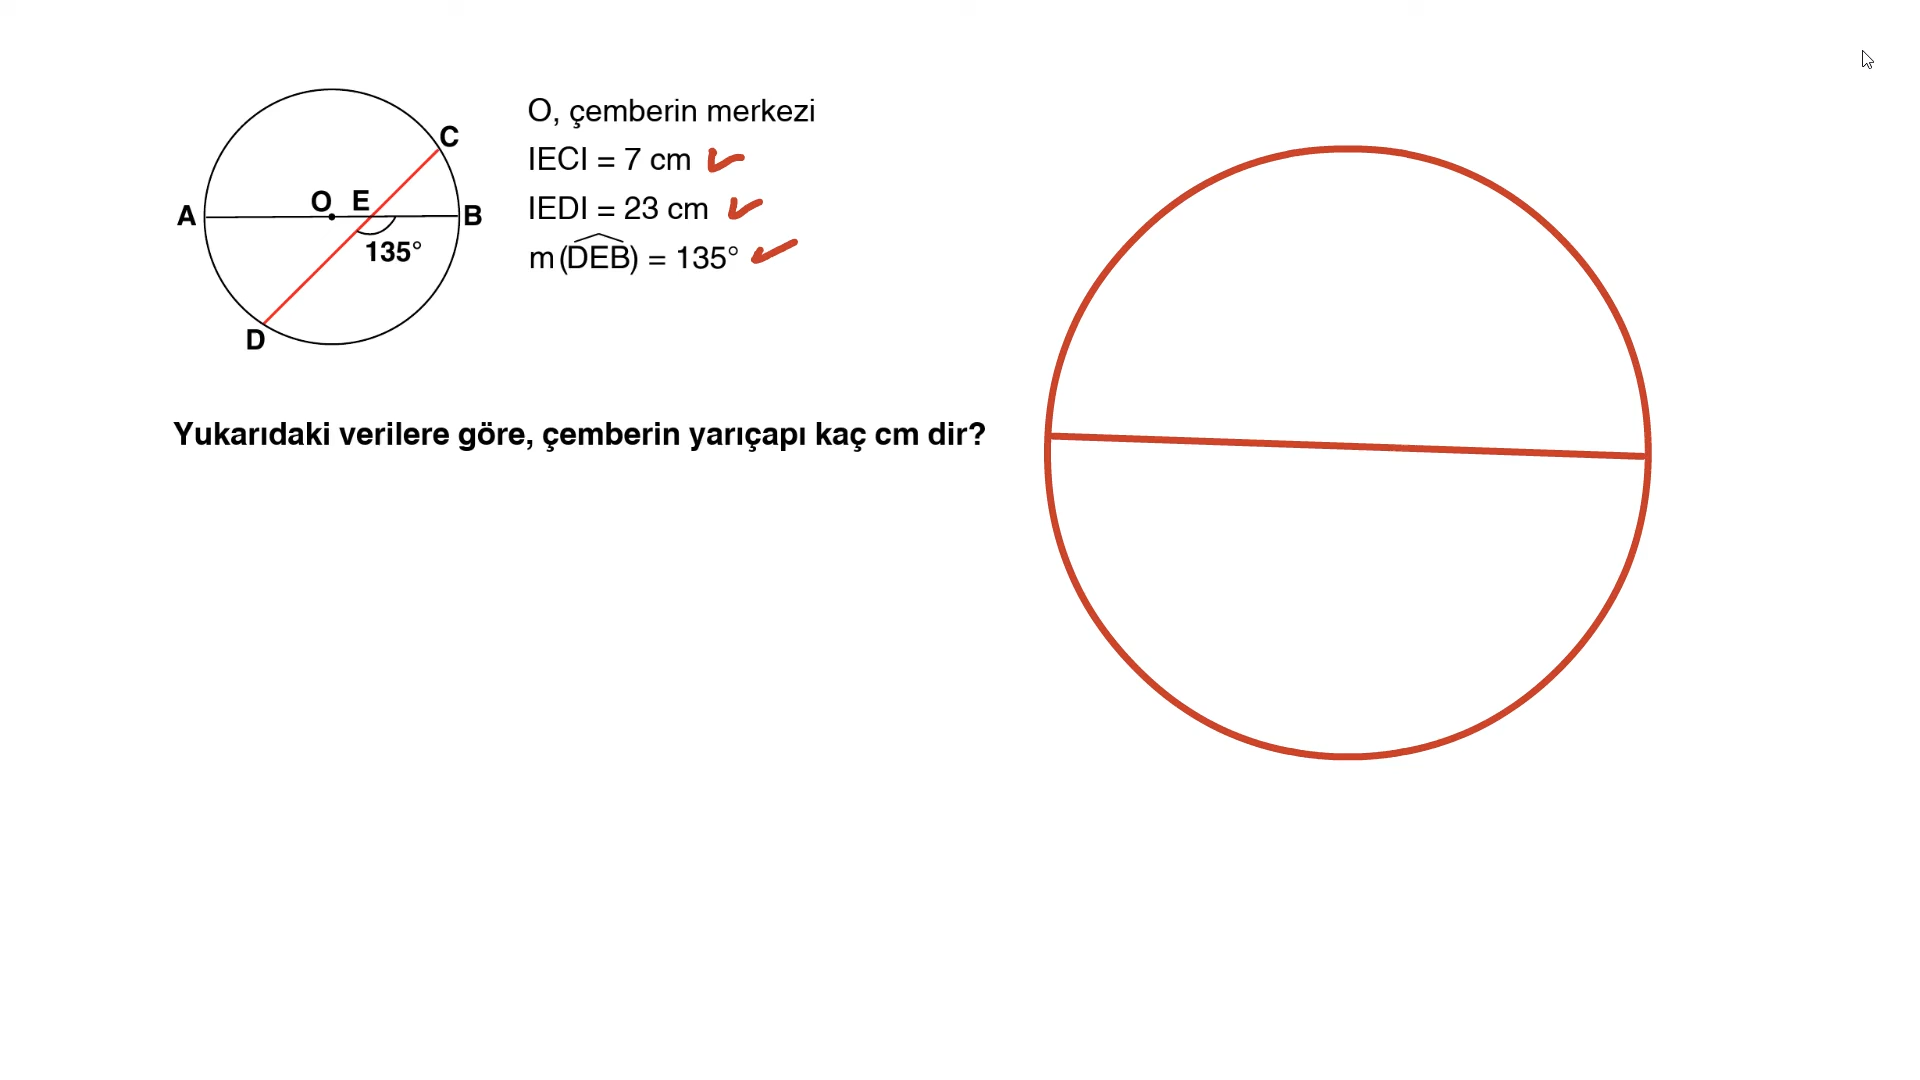 O, çemberin merkezi
IECI = 7 cm
IEDI = 23 cm
m(DEB) = 135°
C
O E
A
B
135°
D
Yukarıdaki verilere göre, çemberin yarıçapı kaç cm dir?